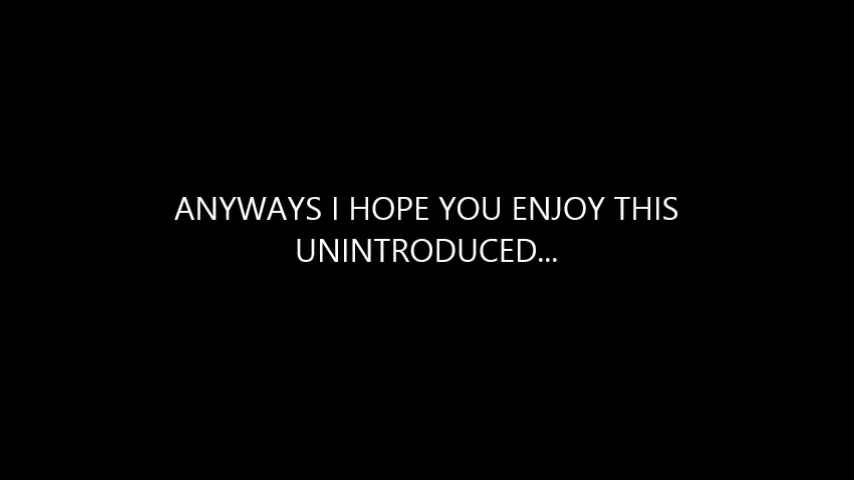 ANYWAYS I HOPE YOU ENJOY THIS
UNINTRODUCED...